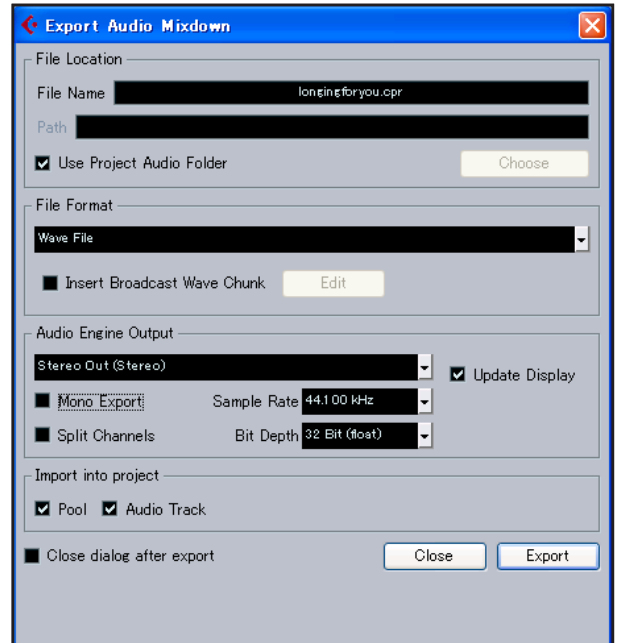 Export Audio Mixdown
File Location
File Name longingforyou.cpr
Path
Use Project Audio Folder Choose
File Format
Wave File
Insert Broadcast Wave Chunk Edit
Audio Engine Output
Stereo Out (Stereo)
Update Display
Mono Export Sample Rate 44.100 kHz
Split Channels Bit Depth 32 Bit (float)
Import into project
Pool Audio Track
Close dialog after export Close Export